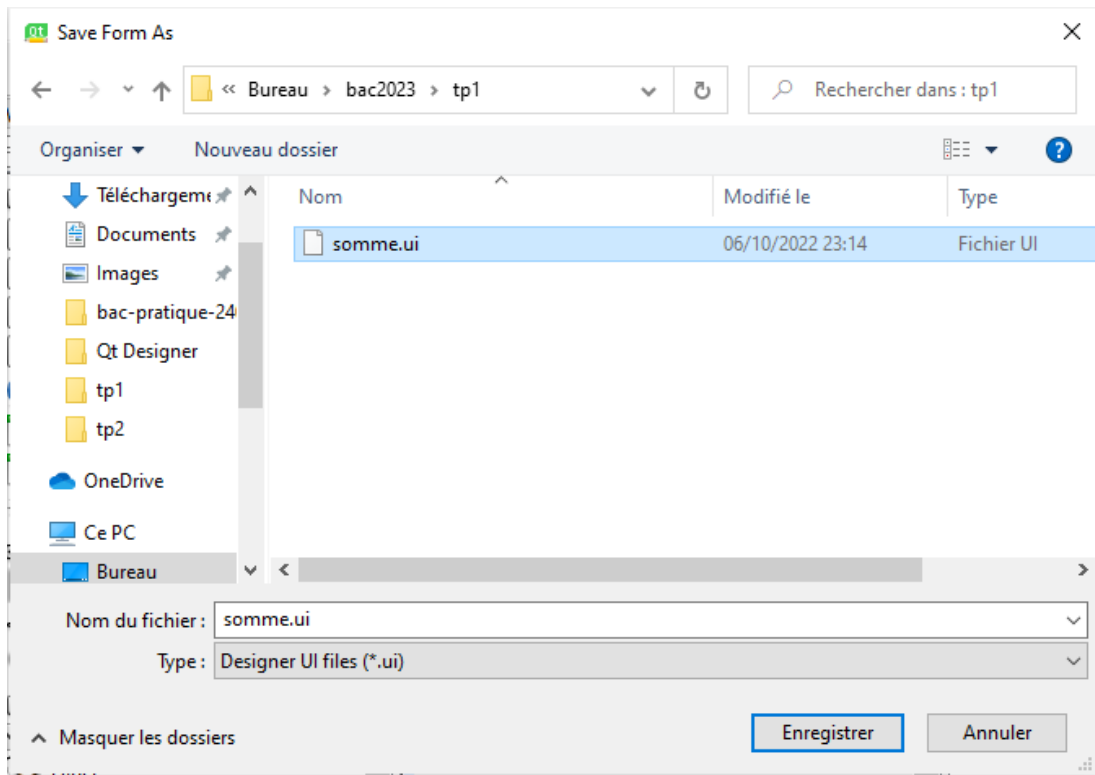 Save Form As
« Bureau › bac2023 › tp1
Rechercher dans : tp1
Organiser
Nouveau dossier
Nom
Modifié le
Type
Téléchargeme
Documents
Images
bac-pratique-24
Qt Designer
tp1
tp2
OneDrive
Ce PC
Bureau
somme.ui
06/10/2022 23:14
Fichier UI
Nom du fichier : somme.ui
Type : Designer UI files (*.ui)
Masquer les dossiers
Enregistrer
Annuler